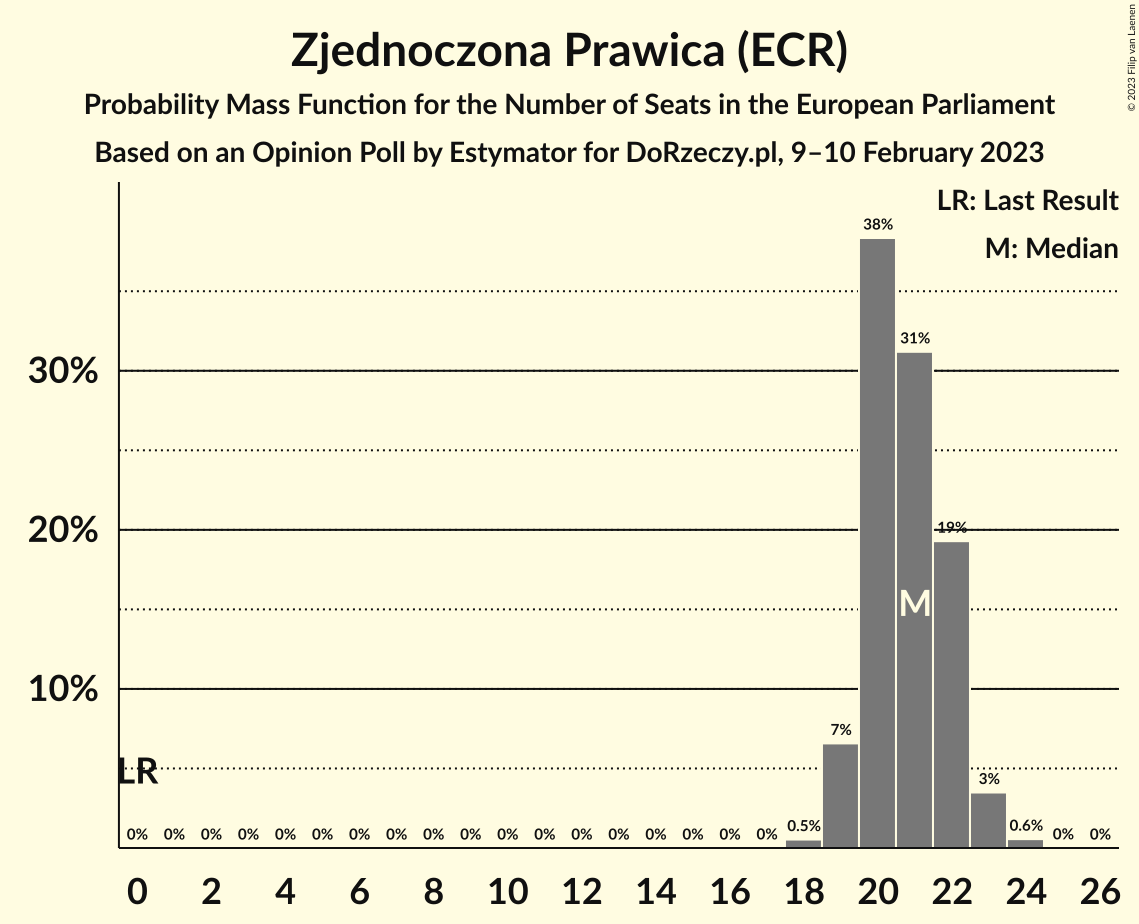 Zjednoczona Prawica (ECR)
Probability Mass Function for the Number of Seats in the European Parliament
Based on an Opinion Poll by Estymator for DoRzeczy.pl, 9–10 February 2023
© 2023 Filip van Laenen
LR: Last Result
M: Median
38%
31%
30%
20%
19%
M
10%
7%
LR
3%
0% 0% 0% 0% 0% 0% 0% 0% 0% 0% 0% 0% 0% 0% 0% 0% 0% 0% 0.5% 0.6% 0% 0%
0 2 4 6 8 10 12 14 16 18 20 22 24 26